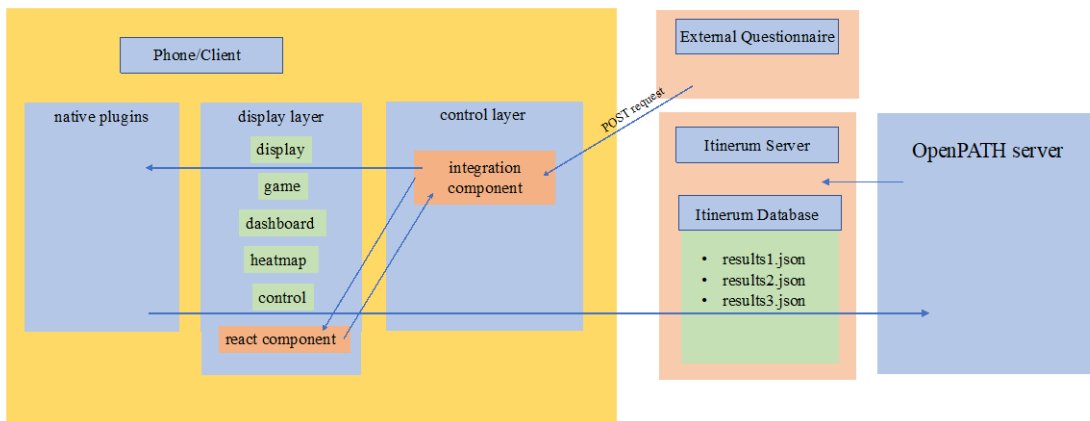 Phone/Client
native plugins
display layer
display
game
dashboard
heatmap
control
react component
control layer
integration
component
POST request
External Questionnaire
Itinerum Server
Itinerum Database
• results1.json
• results2.json
• results3.json
OpenPATH server